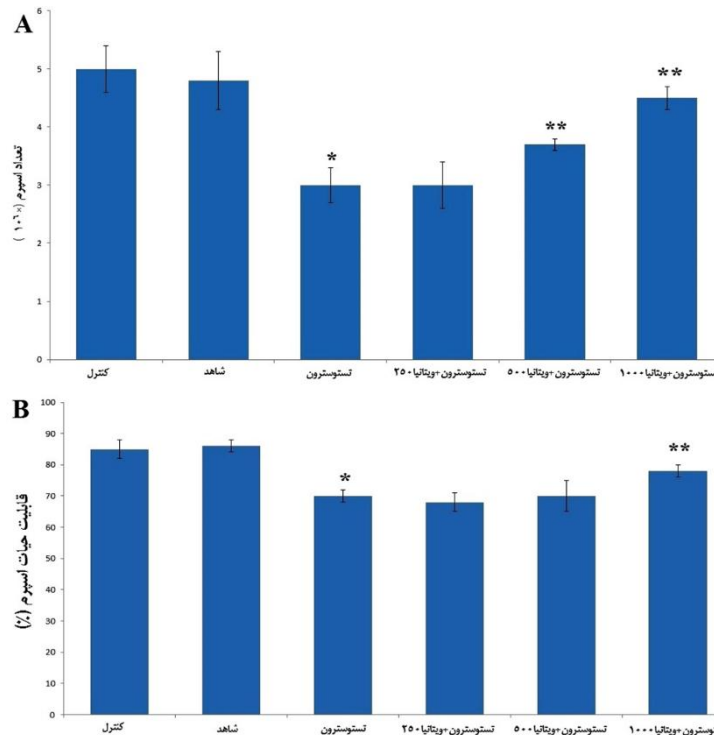 A
تعداد اسپرم (×۱۰٦ )
6
5
4
3
2
1
0
*
**
**
کنترل
شاهد
تستوسترون
تستوسترون+ویتانیا۲۵۰
تستوسترون+ویتانیا۵۰۰
ستوسترون+ویتانیا۱۰۰۰
B
قابلیت حیات اسپرم (%)
100
90
80
70
60
50
40
30
20
10
0
*
**
کنترل
شاهد
تستوسترون
تستوسترون+ویتانیا۲۵۰
تستوسترون+ویتانیا۵۰۰
ستوسترون+ویتانیا۱۰۰۰